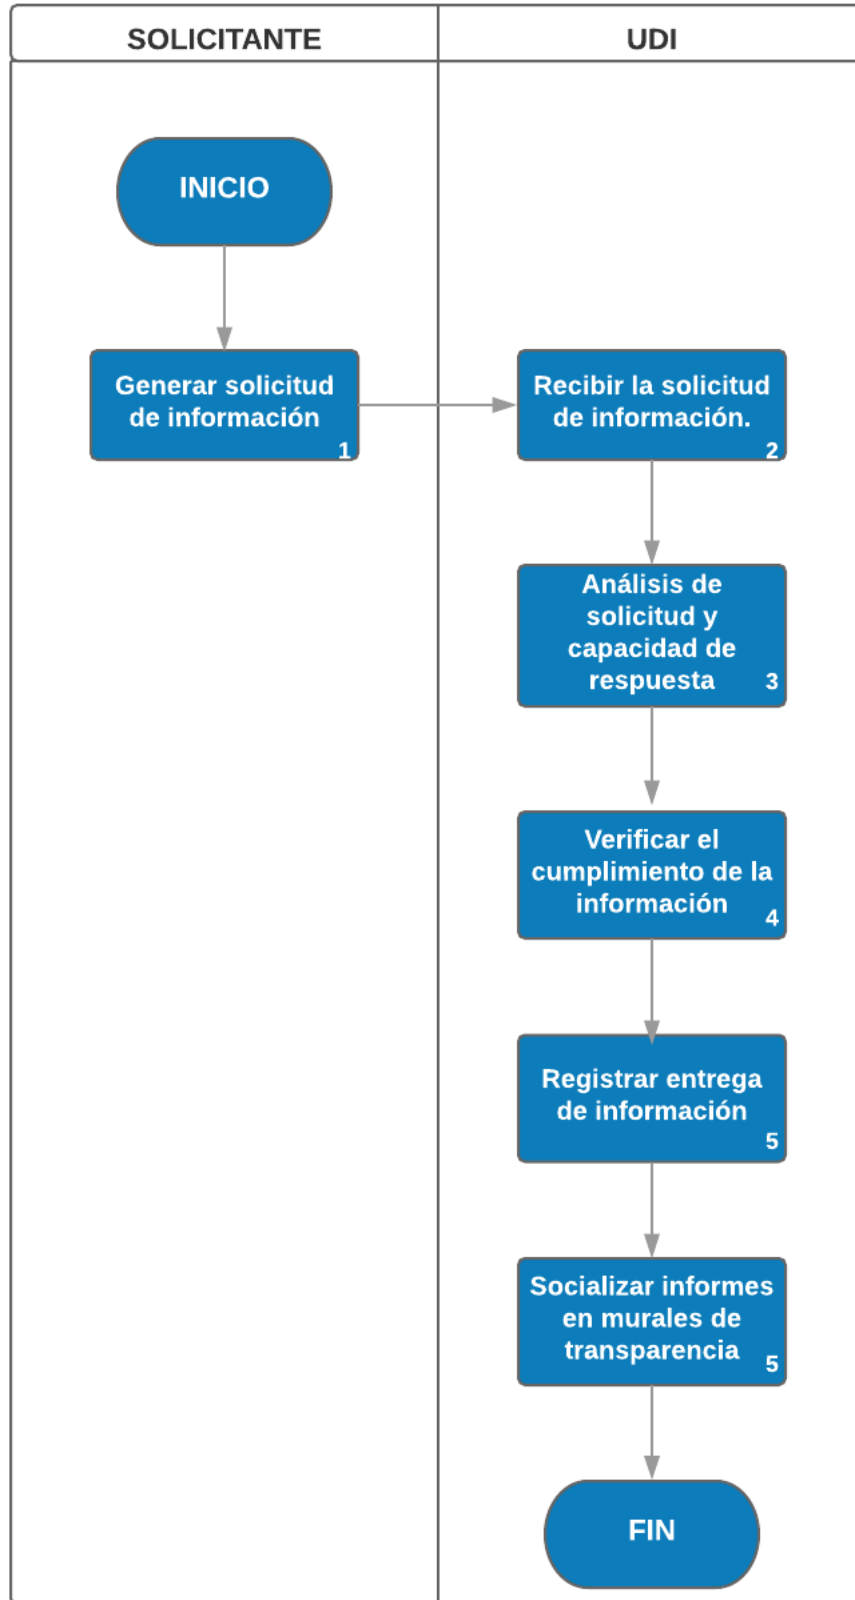 SOLICITANTE
UDI
INICIO
Generar solicitud
de información
1
Recibir la solicitud
de información.
2
Análisis de
solicitud y
capacidad de
respuesta
3
Verificar el
cumplimiento de la
información
4
Registrar entrega
de información
5
Socializar informes
en murales de
transparencia
5
FIN